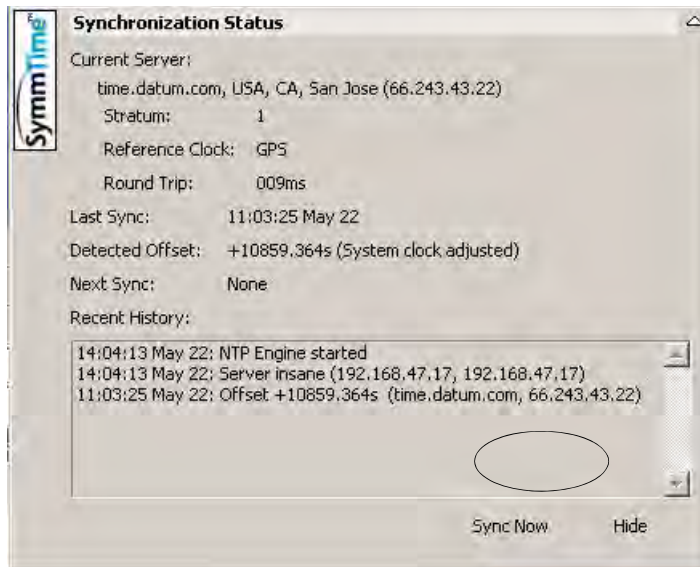 SymmTime
Synchronization Status
Current Server:
time.datum.com, USA, CA, San Jose (66.243.43.22)
Stratum: 1
Reference Clock: GPS
Round Trip: 009ms
Last Sync: 11:03:25 May 22
Detected Offset: +10859.364s (System clock adjusted)
Next Sync: None
Recent History:
14:04:13 May 22: NTP Engine started
14:04:13 May 22: Server insane (192.168.47.17, 192.168.47.17)
11:03:25 May 22: Offset +10859.364s (time.datum.com, 66.243.43.22)
Sync Now Hide